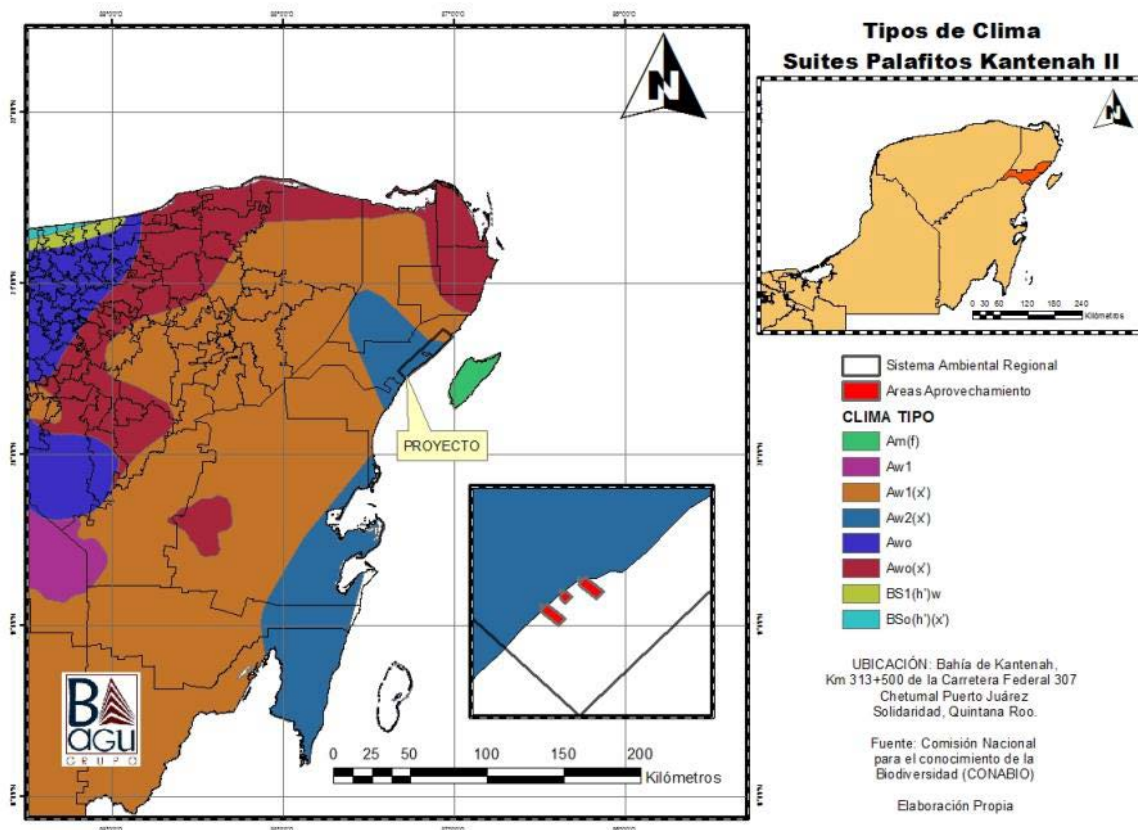 Tipos de Clima
Suites Palafitos Kantenah II
N
N
0 30 60 120 180 240
Kilómetros
PROYECTO
Sistema Ambiental Regional
Areas Aprovechamiento
CLIMA TIPO
Am(f)
Aw1
Aw1(x')
Aw2(x')
Awo
Awo(x')
BS1(h')w
BSo(h')(x')
UBICACIÓN: Bahía de Kantenah,
Km 313+500 de la Carretera Federal 307
Chetumal Puerto Juárez
Solidaridad, Quintana Roo.
Fuente: Comisión Nacional
para el conocimiento de la
Biodiversidad (CONABIO)
Elaboración Propia
BAGU
GRUPO
0 25 50 100 150 200
Kilómetros